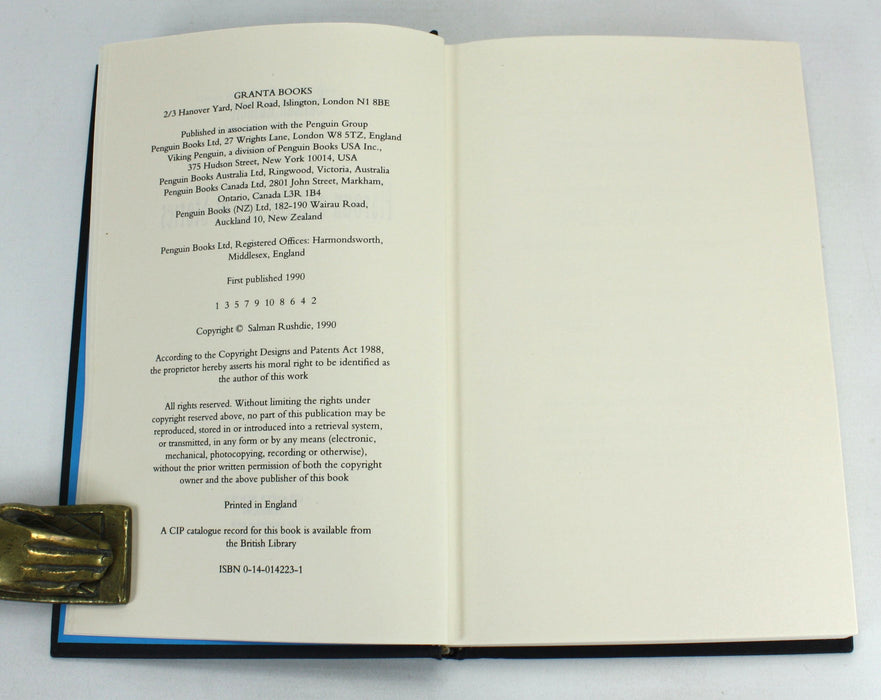 GRANTA BOOKS
2/3 Hanover Yard, Noel Road, Islington, London N1 8BE
Published in association with the Penguin Group
Penguin Books Ltd, 27 Wrights Lane, London W8 5TZ, England
Viking Penguin, a division of Penguin Books USA Inc.,
375 Hudson Street, New York 10014, USA
Penguin Books Australia Ltd, Ringwood, Victoria, Australia
Penguin Books Canada Ltd, 2801 John Street, Markham,
Ontario, Canada L3R 1B4
Penguin Books (NZ) Ltd, 182-190 Wairau Road,
Auckland 10, New Zealand
Penguin Books Ltd, Registered Offices: Harmondsworth,
Middlesex, England
First published 1990
1 3 5 7 9 10 8 6 4 2
Copyright © Salman Rushdie, 1990
According to the Copyright Designs and Patents Act 1988,
the proprietor hereby asserts his moral right to be identified as
the author of this work
All rights reserved. Without limiting the rights under
copyright reserved above, no part of this publication may be
reproduced, stored in or introduced into a retrieval system,
or transmitted, in any form or by any means (electronic,
mechanical, photocopying, recording or otherwise),
without the prior written permission of both the copyright
owner and the above publisher of this book
Printed in England
A CIP catalogue record for this book is available from
the British Library
ISBN 0-14-014223-1